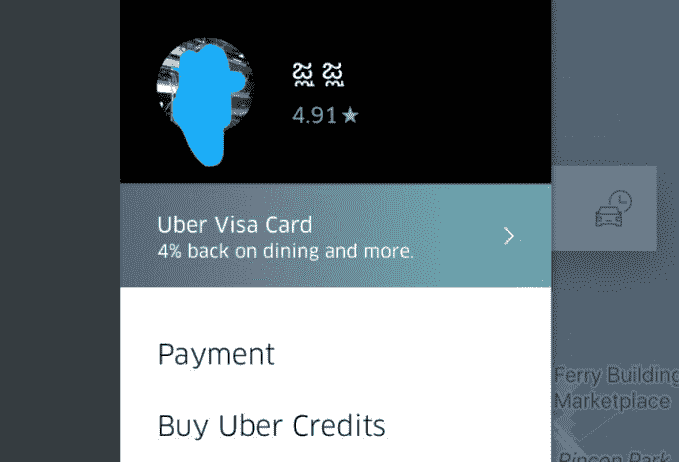 జ్ఞా జ్ఞా
4.91★
Uber Visa Card
4% back on dining and more.
Payment
Buy Uber Credits
Ferry Building
Marketplace
Rincon Park